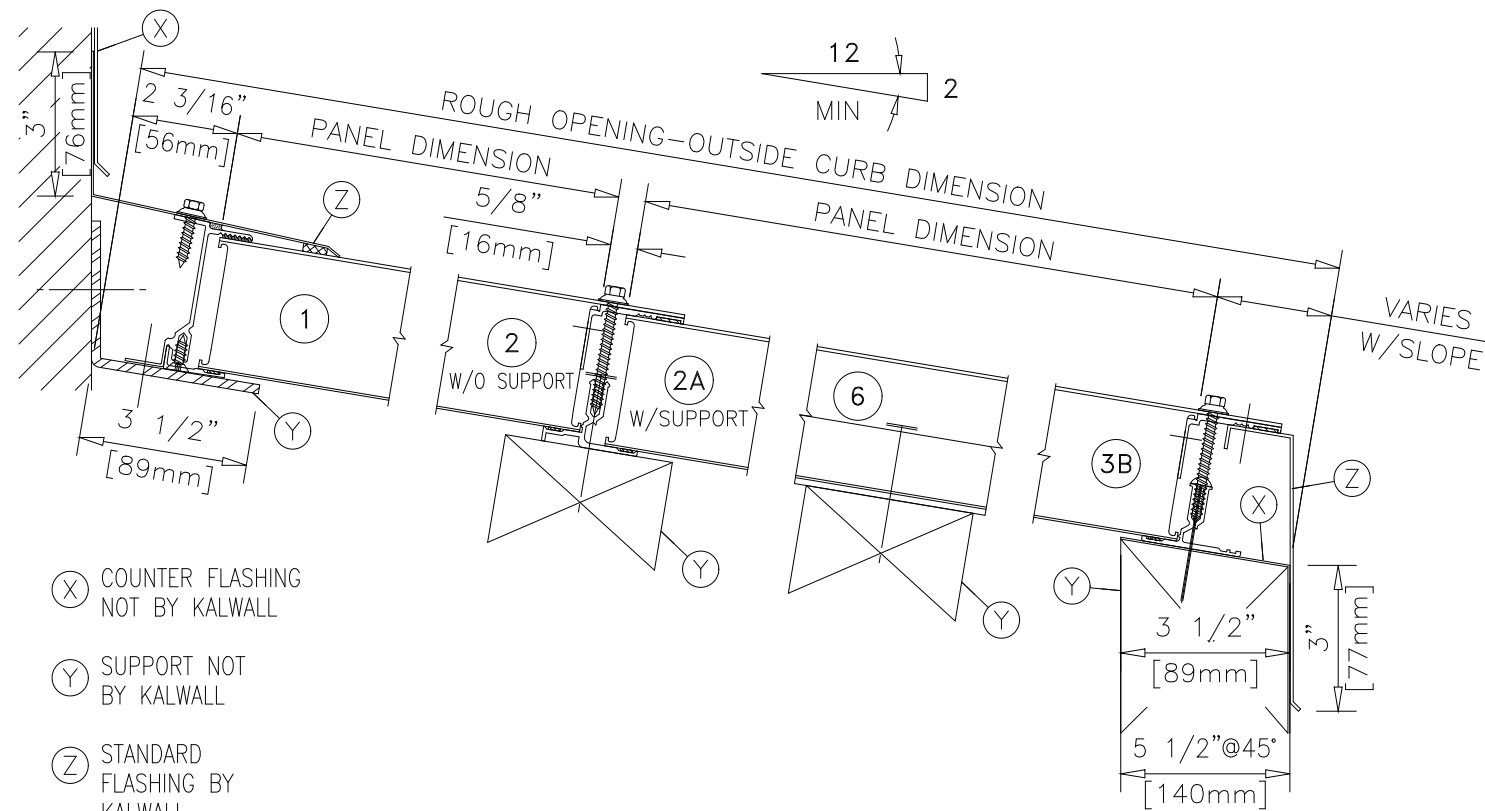 X
12
2
MIN
3"
[76mm]
2 3/16"
[56mm]
ROUGH OPENING-OUTSIDE CURB DIMENSION
PANEL DIMENSION
5/8"
[16mm]
PANEL DIMENSION
VARIES
W/SLOPE
Z
1
2
W/O SUPPORT
2A
W/SUPPORT
6
3B
Z
X
3 1/2"
[89mm]
Y
Y
Y
Y
3 1/2"
[89mm]
3"
[77mm]
5 1/2"@45°
[140mm]
X COUNTER FLASHING
NOT BY KALWALL
Y SUPPORT NOT
BY KALWALL
Z STANDARD
FLASHING BY
KALWALL